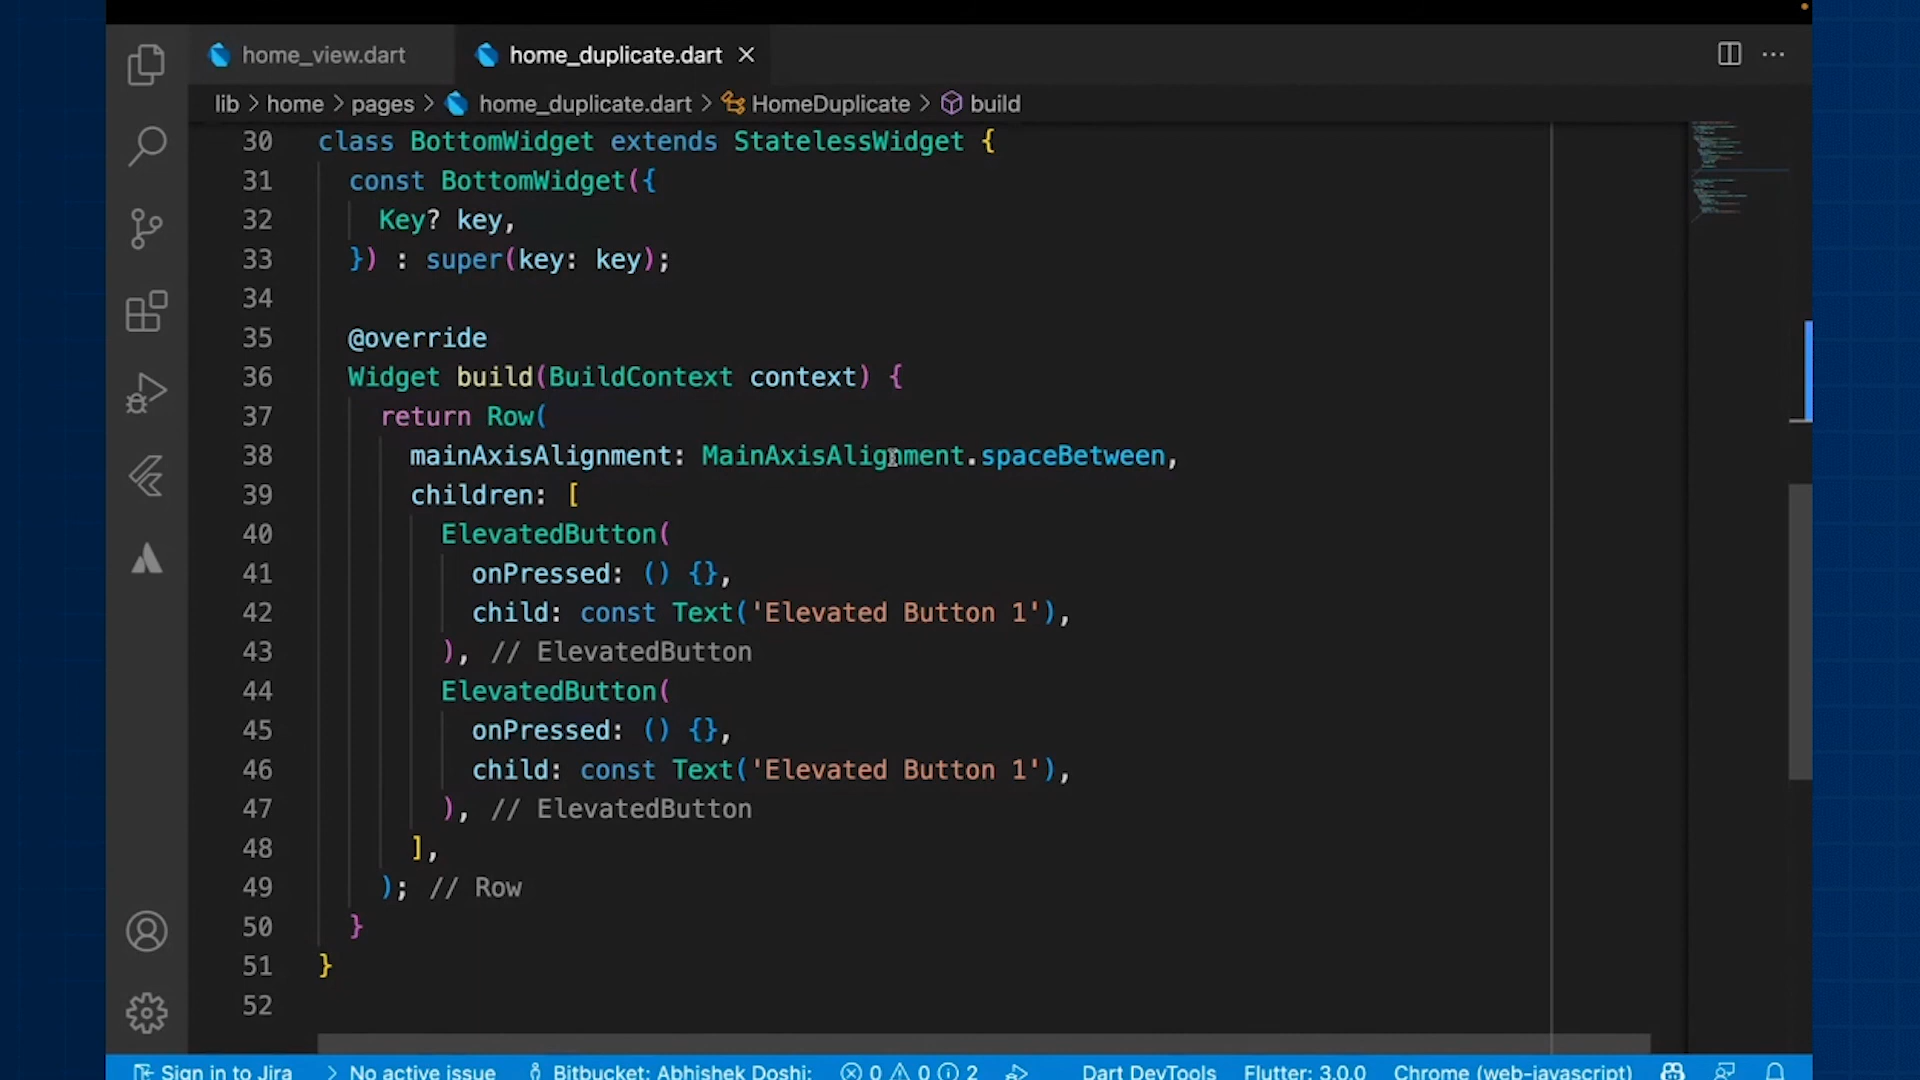 home_view.dart home_duplicate.dart
lib > home > pages > home_duplicate.dart > HomeDuplicate > build
30 class BottomWidget extends StatelessWidget {
31 const BottomWidget({
32 Key? key,
33 }) : super(key: key);
34
35 @override
36 Widget build(BuildContext context) {
37 return Row(
38 mainAxisAlignment: MainAxisAlignment.spaceBetween,
39 children: [
40 ElevatedButton(
41 onPressed: () {},
42 child: const Text('Elevated Button 1'),
43 ), // ElevatedButton
44 ElevatedButton(
45 onPressed: () {},
46 child: const Text('Elevated Button 1'),
47 ), // ElevatedButton
48 ],
49 ); // Row
50 }
51 }
52
Sign in to Jira No active issue Bitbucket: Abhishek Doshi: 0 0 2 Dart DevTools Flutter: 3.0.0 Chrome (web-javascript)